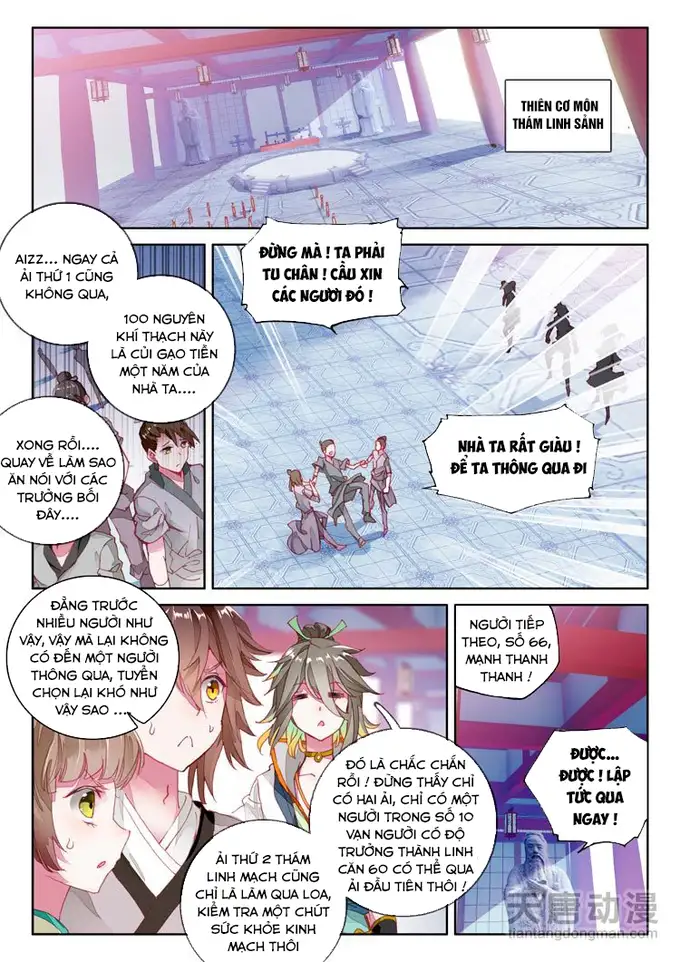 THIÊN CƠ MÔN
THÁM LINH SẢNH
AIZZ... NGAY CẢ
ẢI THỨ 1 CŨNG
KHÔNG QUA,
100 NGUYÊN
KHÍ THẠCH NÀY
LÀ CỦI GẠO TIỀN
MỘT NĂM CỦA
NHÀ TA....
XONG RỒI....
QUAY VỀ LÀM SAO
ĂN NÓI VỚI CÁC
TRƯỞNG BỐI
ĐÂY....
ĐỪNG MÀ ! TA PHẢI
TU CHÂN ! CẦU XIN
CÁC NGƯƠI ĐÓ !
NHÀ TA RẤT GIÀU !
ĐỂ TA THÔNG QUA ĐI
ĐẰNG TRƯỚC
NHIỀU NGƯỜI NHƯ
VẬY, VẬY MÀ LẠI KHÔNG
CÓ ĐẾN MỘT NGƯỜI
THÔNG QUA, TUYỂN
CHỌN LẠI KHÓ NHƯ
VẬY SAO ....
ĐÓ LÀ CHẮC CHẮN
RỒI ! ĐỪNG THẤY CHỈ
CÓ HAI ẢI, CHỈ CÓ MỘT
NGƯỜI TRONG SỐ 10
VẠN NGƯỜI CÓ ĐỘ
TRƯỞNG THÀNH LINH
CĂN 60 CÓ THỂ QUA
ẢI ĐẦU TIÊN THÔI !
ẢI THỨ 2 THÁM
LINH MẠCH CŨNG
CHỈ LÀ LÀM QUA LOA,
KIỂM TRA MỘT CHÚT
SỨC KHỎE KINH
MẠCH THÔI
NGƯỜI TIẾP
THEO, SỐ 66,
MẠNH THANH
THANH !
ĐƯỢC...
ĐƯỢC ! LẬP
TỨC QUA
NGAY !
天唐动漫
tiantangdongman.com